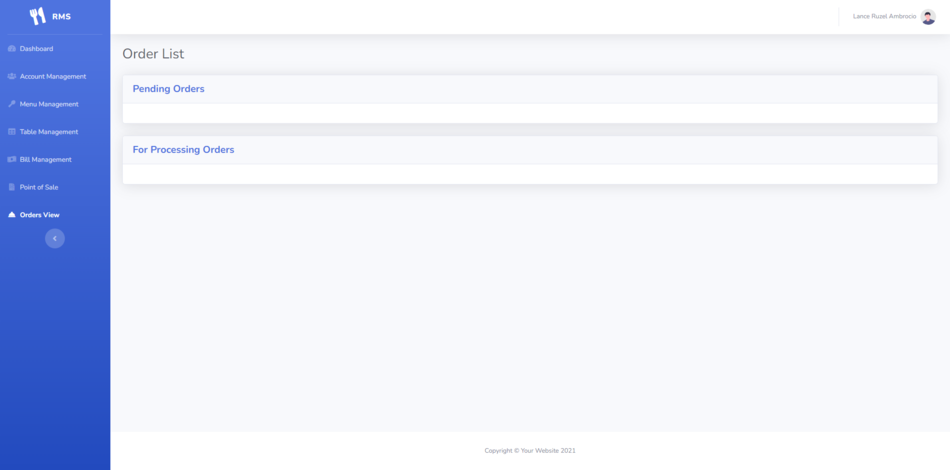 RMS
Dashboard
Account Management
Menu Management
Table Management
Bill Management
Point of Sale
Orders View
Lance Ruzel Ambrocio
Order List
Pending Orders
For Processing Orders
Copyright © Your Website 2021